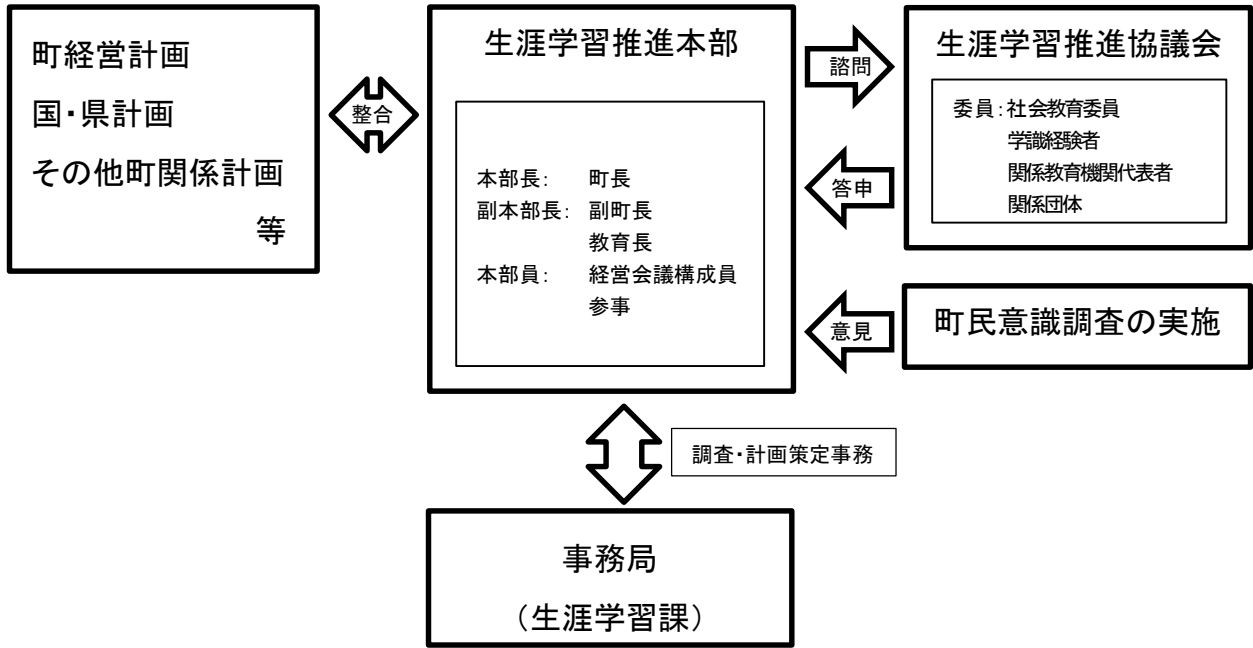 町経営計画
国・県計画
その他町関係計画
等
整合
生涯学習推進本部
本部長： 町長
副本部長： 副町長
教育長
本部員： 経営会議構成員
参事
諮問
答申
意見
生涯学習推進協議会
委員：社会教育委員
学識経験者
関係教育機関代表者
関係団体
町民意識調査の実施
調査・計画策定事務
事務局
（生涯学習課）